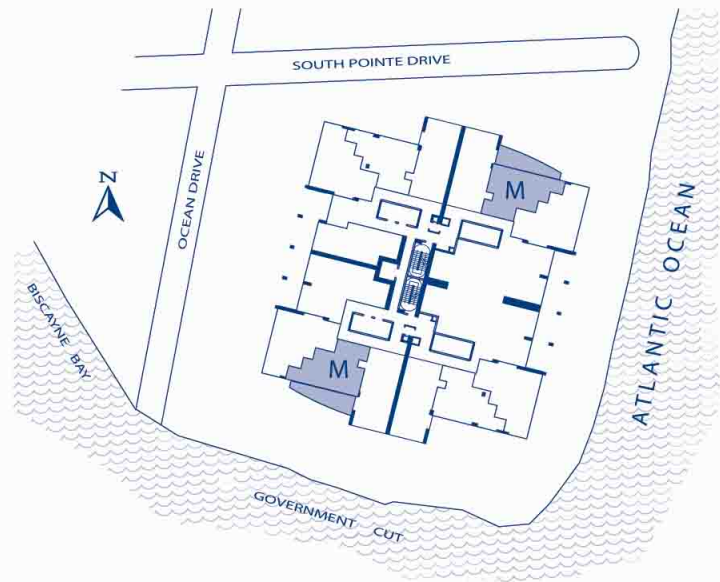 SOUTH POINTE DRIVE
OCEAN DRIVE
N
M
ATLANTIC OCEAN
BISCAYNE BAY
M
GOVERNMENT CUT